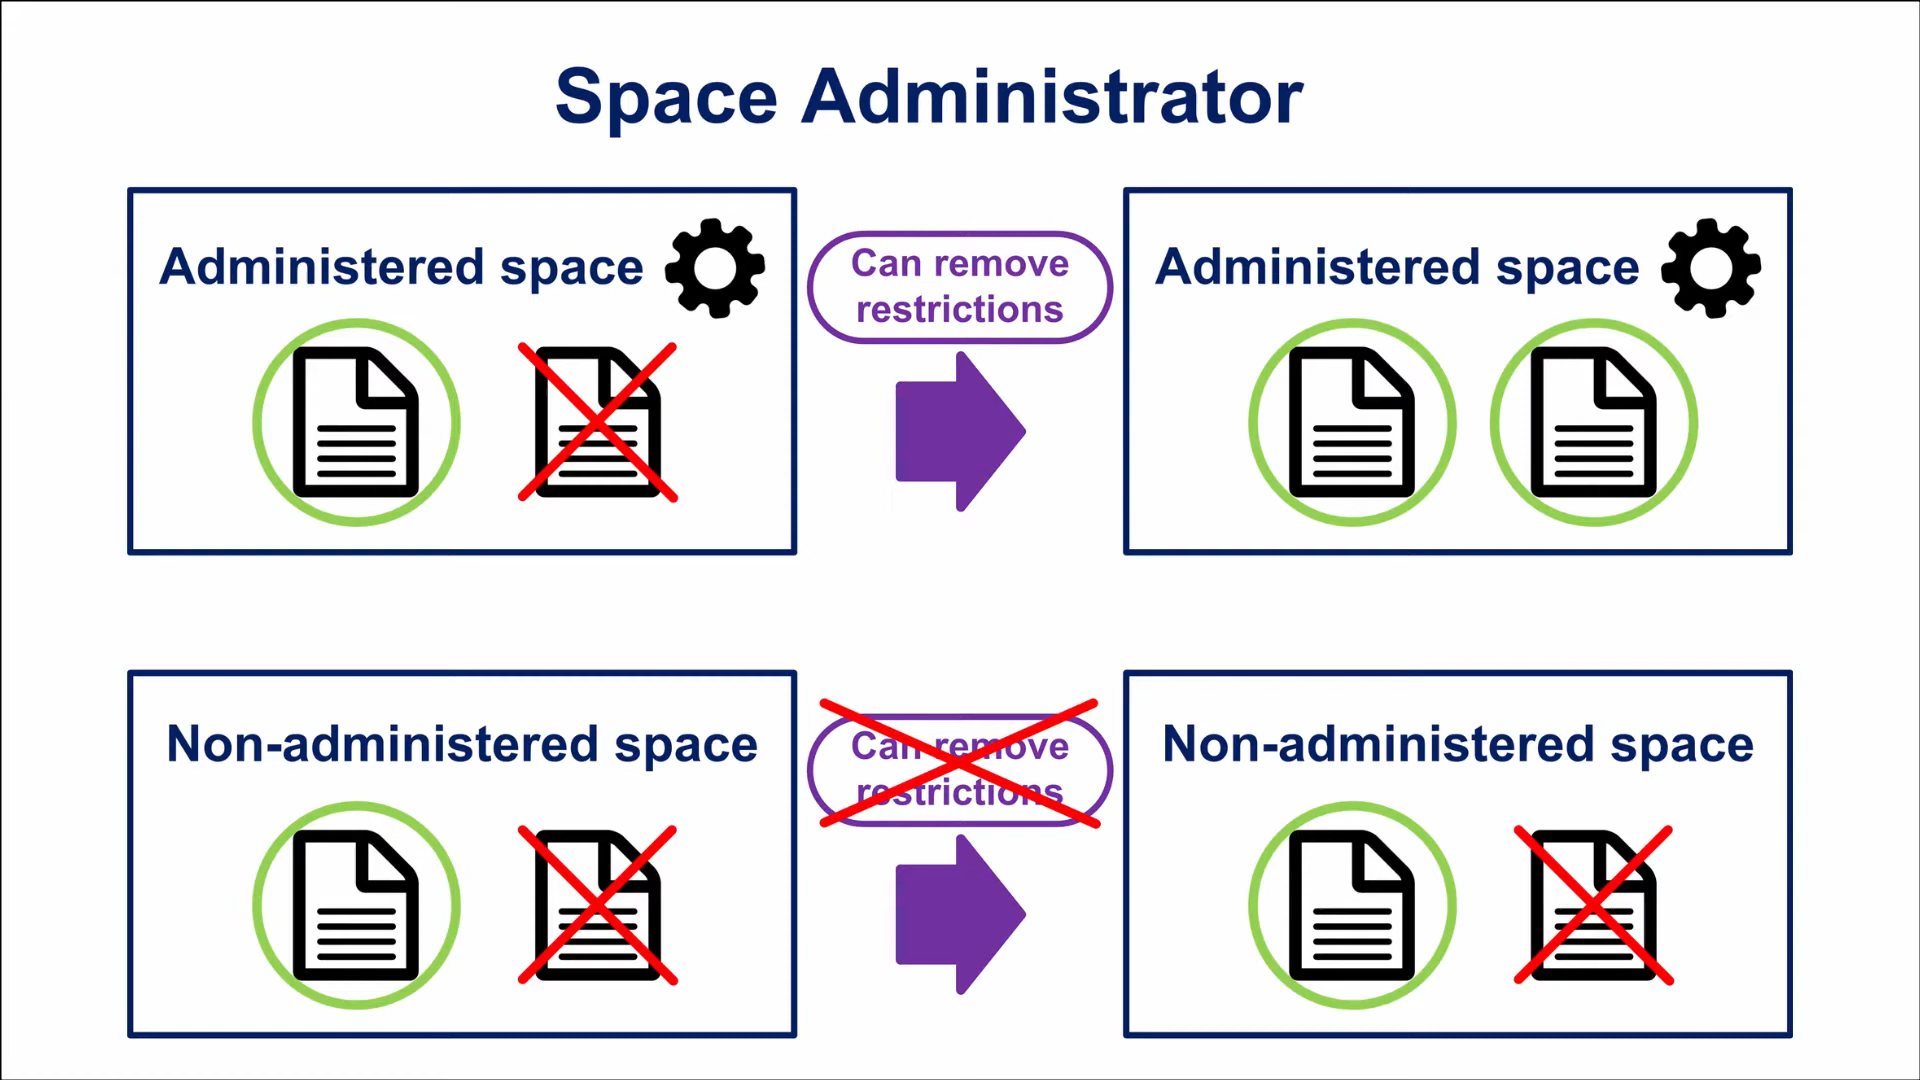 Space Administrator
Administered space
Can remove
restrictions
Administered space
Non-administered space
Can remove
restrictions
Non-administered space